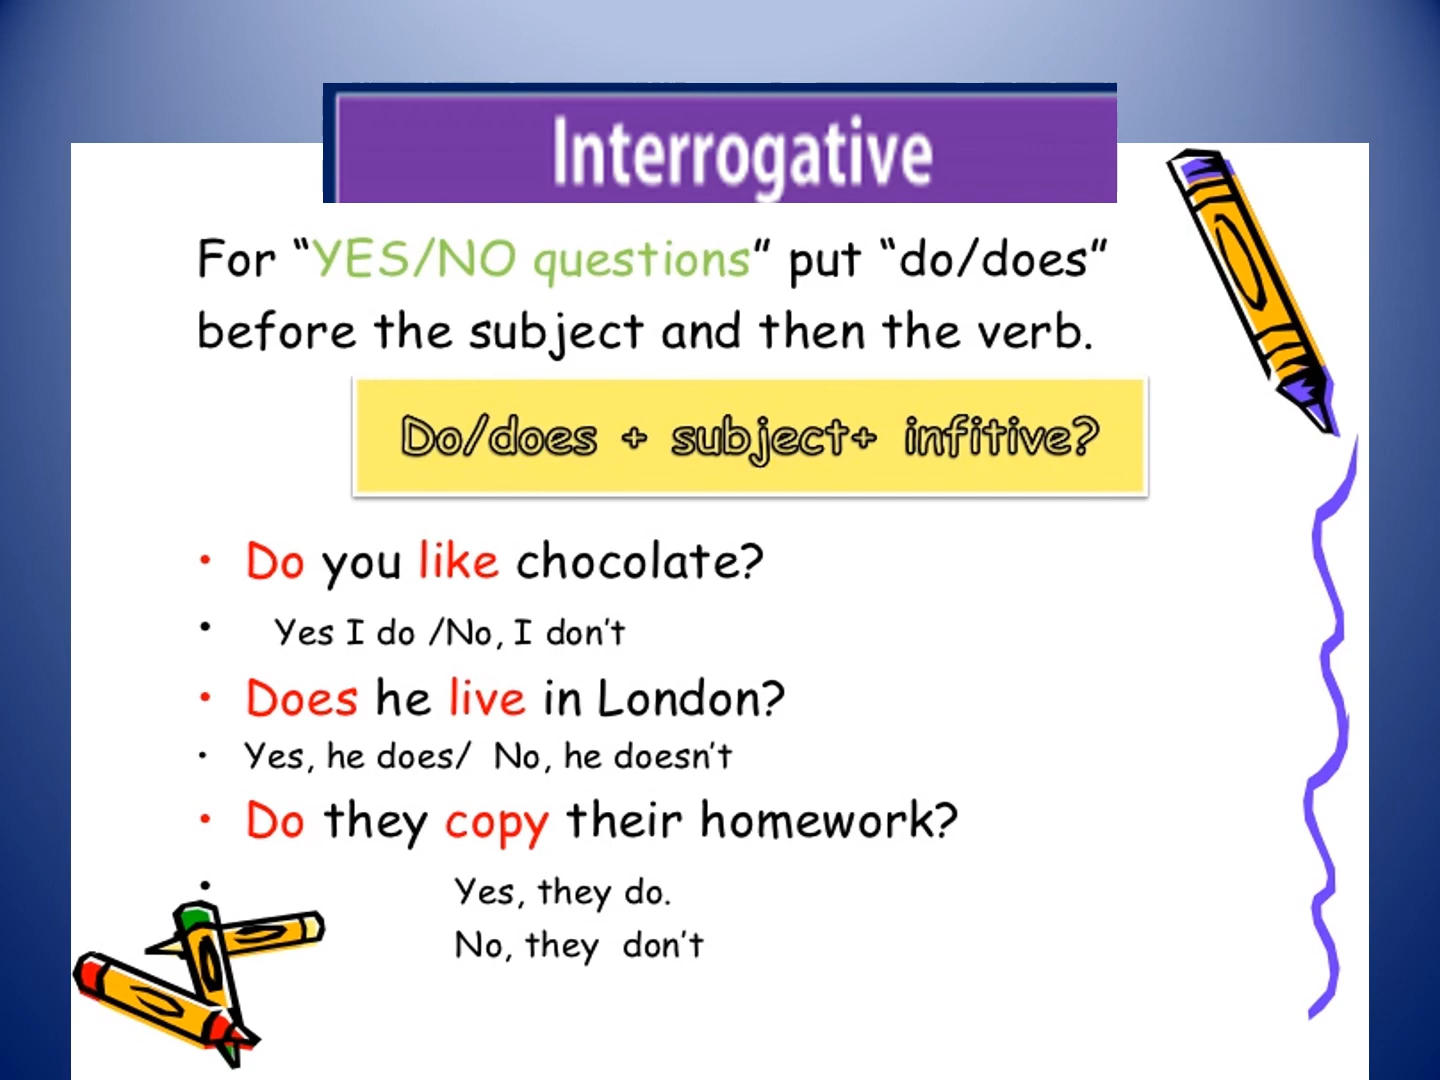 Interrogative
For “YES/NO questions” put “do/does”
before the subject and then the verb.
Do/does + subject+ infitive?
• Do you like chocolate?
• Yes I do /No, I don’t
• Does he live in London?
• Yes, he does/ No, he doesn’t
• Do they copy their homework?
• Yes, they do.
No, they don’t